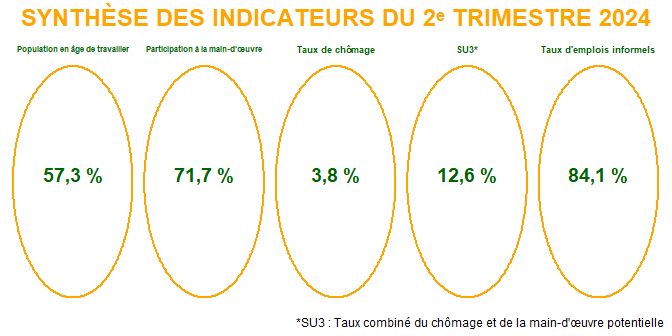 SYNTHÈSE DES INDICATEURS DU 2e TRIMESTRE 2024
Population en âge de travailler Participation à la main-d'œuvre Taux de chômage SU3* Taux d'emplois informels
57,3 % 71,7 % 3,8 % 12,6 % 84,1 %
*SU3 : Taux combiné du chômage et de la main-d'œuvre potentielle